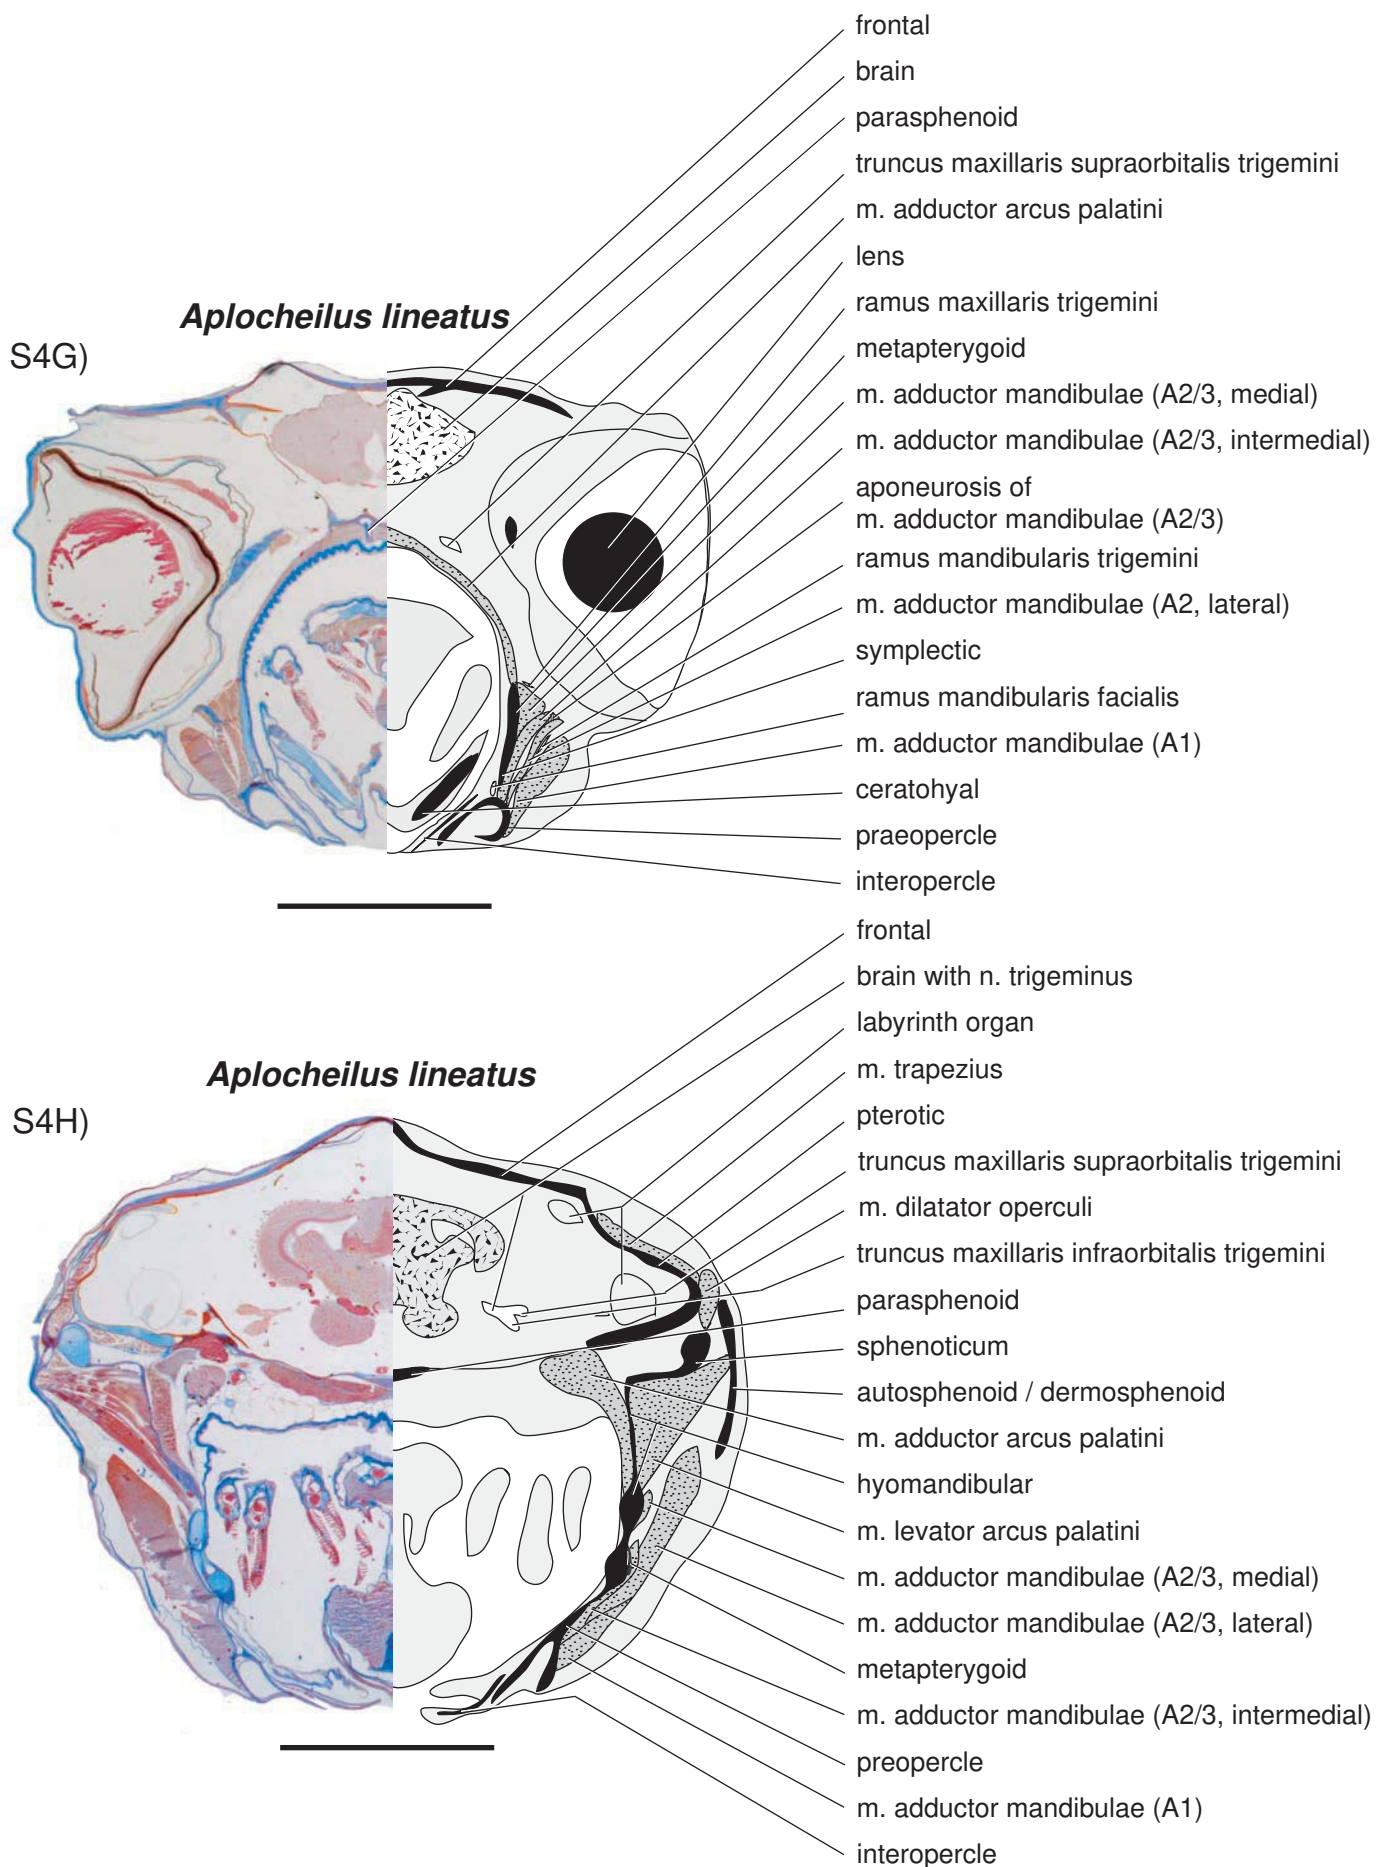 frontal
brain
parasphenoid
truncus maxillaris supraorbitalis trigemini
m. adductor arcus palatini
lens
ramus maxillaris trigemini
metapterygoid
m. adductor mandibulae (A2/3, medial)
m. adductor mandibulae (A2/3, intermedial)
aponeurosis of
m. adductor mandibulae (A2/3)
ramus mandibularis trigemini
m. adductor mandibulae (A2, lateral)
symplectic
ramus mandibularis facialis
m. adductor mandibulae (A1)
ceratohyal
praeopercle
interopercle
Aplocheilus lineatus
S4G)
frontal
brain with n. trigeminus
labyrinth organ
m. trapezius
pterotic
truncus maxillaris supraorbitalis trigemini
m. dilatator operculi
truncus maxillaris infraorbitalis trigemini
parasphenoid
sphenoticum
autosphenoid / dermosphenoid
m. adductor arcus palatini
hyomandibular
m. levator arcus palatini
m. adductor mandibulae (A2/3, medial)
m. adductor mandibulae (A2/3, lateral)
metapterygoid
m. adductor mandibulae (A2/3, intermedial)
preopercle
m. adductor mandibulae (A1)
interopercle
Aplocheilus lineatus
S4H)